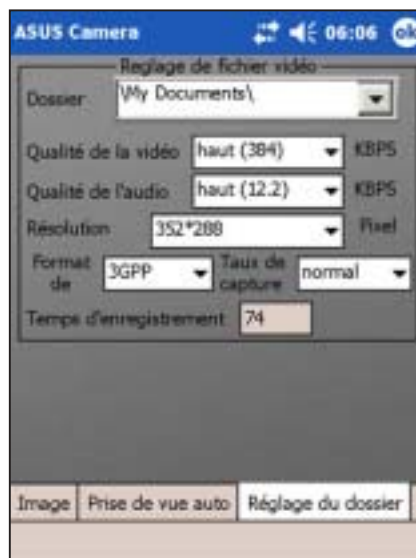 ASUS Camera 06:06 ok
Reglage de fichier vidéo
Dossier \My Documents\
Qualité de la vidéo haut (384) KBPS
Qualité de l'audio haut (12.2) KBPS
Résolution 352*288 Pixel
Format de 3GPP Taux de capture normal
Temps d'enregistrement 74
Image Prise de vue auto Réglage du dossier